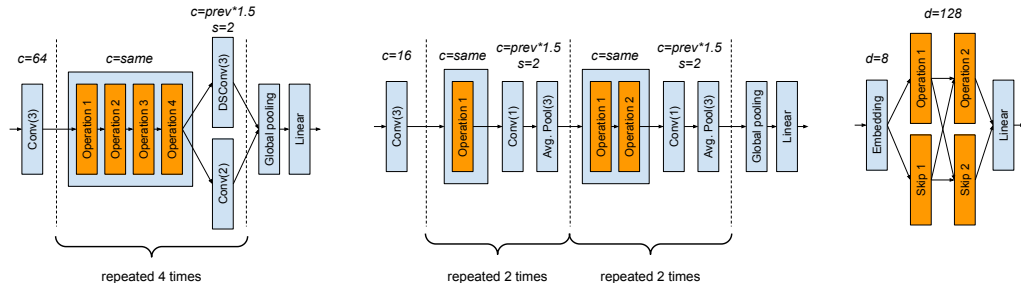 c=64
Conv(3)
c=same
Operation 1
Operation 2
Operation 3
Operation 4
c=prev*1.5
s=2
DSConv(3)
Conv(2)
Global pooling
Linear
repeated 4 times
c=16
Conv(3)
c=same
Operation 1
c=prev*1.5
s=2
Conv(1)
Avg. Pool(3)
repeated 2 times
c=same
Operation 1
Operation 2
c=prev*1.5
s=2
Conv(1)
Avg. Pool(3)
repeated 2 times
Global pooling
Linear
d=8
Embedding
d=128
Operation 1
Operation 2
Skip 1
Skip 2
Linear